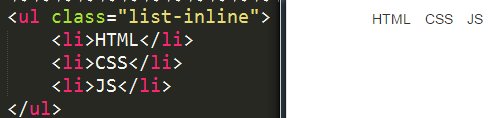 <ul class="list-inline">
    <li>HTML</li>
    <li>CSS</li>
    <li>JS</li>
</ul>
HTML CSS JS